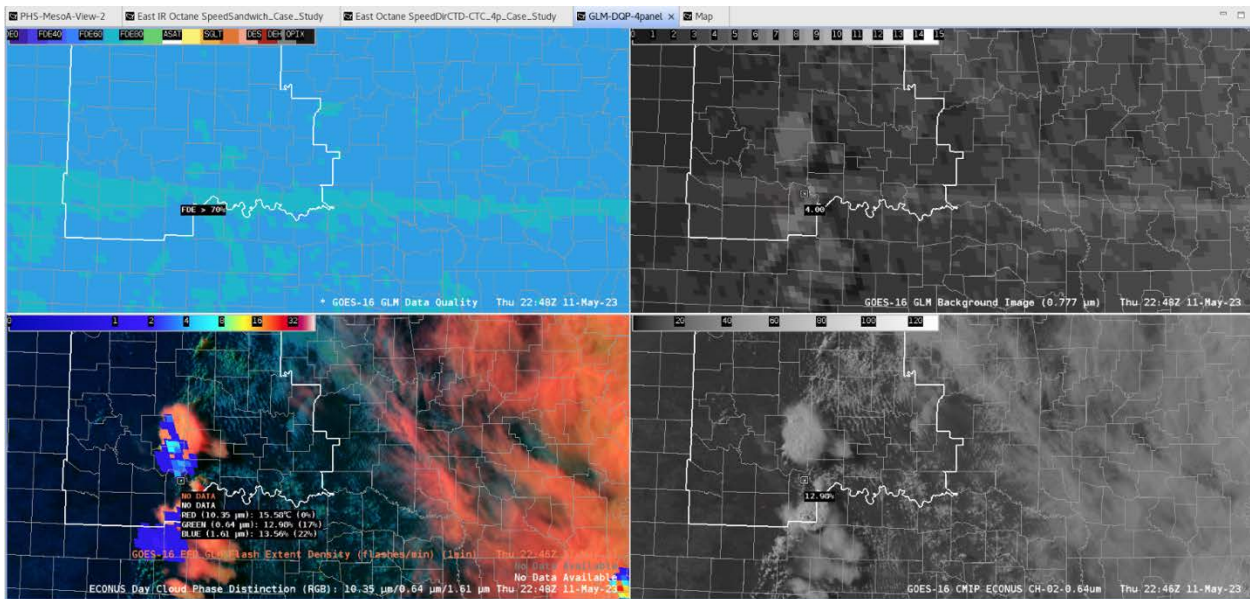 PHS-MesoA-View-2 East IR Octane SpeedSandwich_Case_Study East Octane SpeedDirCTD-CTC_4p_Case_Study GLM-DQP-4panel Map
FDE40 FDE60 FDE80 ASAT SGLT DES DEH OPIX
FDE > 70%
* GOES-16 GLM Data Quality Thu 22:48Z 11-May-23
0 1 2 3 4 5 6 7 8 9 10 11 12 13 14 15
4.00
GOES-16 GLM Background Image (0.777 μm) Thu 22:48Z 11-May-23
0 1 2 4 8 16 32
NO DATA
NO DATA
RED (10.35 μm): 15.50℃ (0%)
GREEN (0.64 μm): 12.90% (17%)
BLUE (1.61 μm): 13.56% (22%)
Flash Extent Density (flashes/min) (1min) Thu 22:46Z
No Data Available
No Data Available
ECONUS Day Cloud Phase Distinction (RGB): 10.35 μm/0.64 μm/1.61 μm Thu 22:46Z 11-May-23
20 40 60 80 100 120
12.90%
GOES-16 CMIP ECONUS CH-02-0.64um Thu 22:46Z 11-May-23